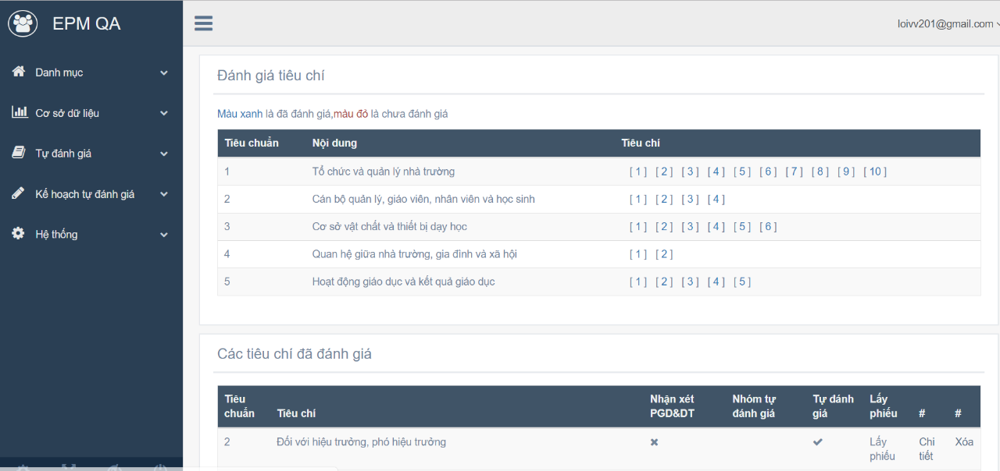 EPM QA
loivv201@gmail.com
Danh mục
Cơ sở dữ liệu
Tự đánh giá
Kế hoạch tự đánh giá
Hệ thống
Đánh giá tiêu chí
Màu xanh là đã đánh giá,màu đỏ là chưa đánh giá
Tiêu chuẩn Nội dung Tiêu chí
1 Tổ chức và quản lý nhà trường [ 1 ] [ 2 ] [ 3 ] [ 4 ] [ 5 ] [ 6 ] [ 7 ] [ 8 ] [ 9 ] [ 10 ]
2 Cán bộ quản lý, giáo viên, nhân viên và học sinh [ 1 ] [ 2 ] [ 3 ] [ 4 ]
3 Cơ sở vật chất và thiết bị dạy học [ 1 ] [ 2 ] [ 3 ] [ 4 ] [ 5 ] [ 6 ]
4 Quan hệ giữa nhà trường, gia đình và xã hội [ 1 ] [ 2 ]
5 Hoạt động giáo dục và kết quả giáo dục [ 1 ] [ 2 ] [ 3 ] [ 4 ] [ 5 ]
Các tiêu chí đã đánh giá
Tiêu Nhận xét Nhóm tự Tự đánh Lấy
chuẩn Tiêu chí PGD&DT đánh giá giá phiếu # #
2 Đối với hiệu trưởng, phó hiệu trưởng ✖ ✔ Lấy Chi Xóa
phiếu tiết